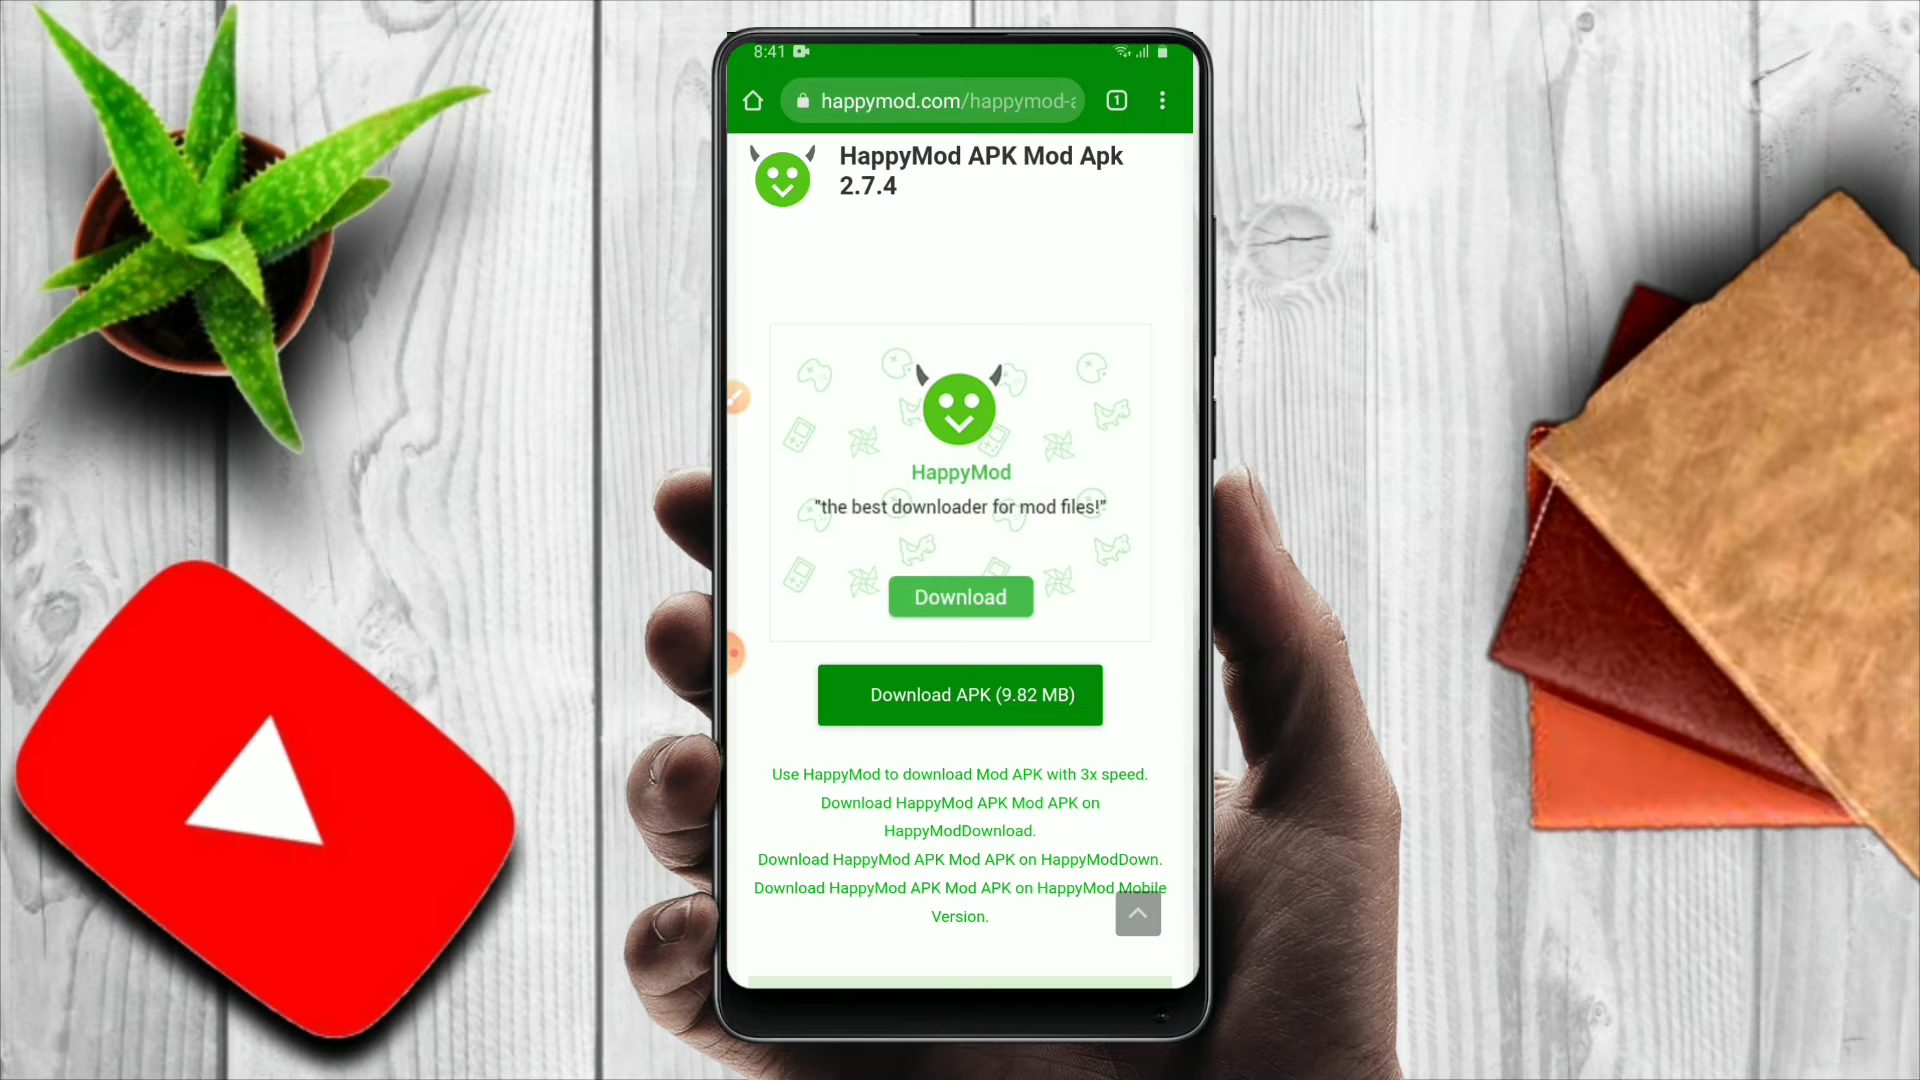 8:41
happymod.com/happymod-a
1
HappyMod APK Mod Apk
2.7.4
HappyMod
"the best downloader for mod files!"
Download
Download APK (9.82 MB)
Use HappyMod to download Mod APK with 3x speed.
Download HappyMod APK Mod APK on
HappyModDownload.
Download HappyMod APK Mod APK on HappyModDown.
Download HappyMod APK Mod APK on HappyMod Mobile
Version.